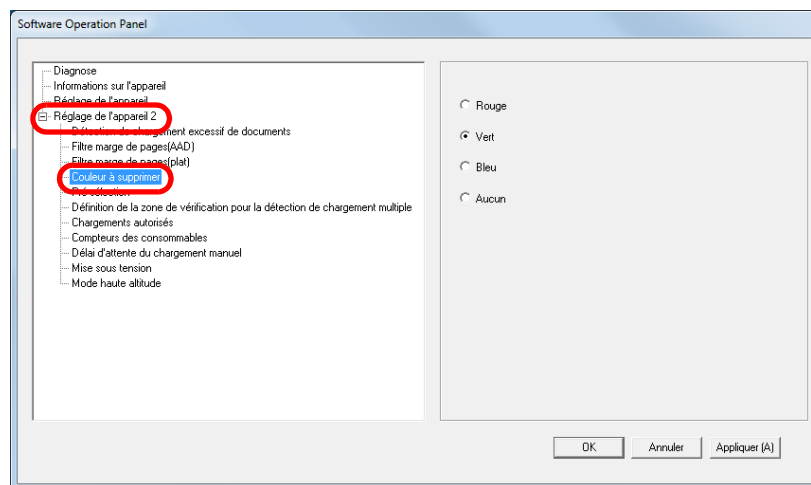 Software Operation Panel
Diagnose
Informations sur l'appareil
Réglage de l'appareil
Réglage de l'appareil 2
Détection de chargement excessif de documents
Filtre marge de pages(AAD)
Filtre marge de pages(plat)
Couleur à supprimer
Pré-sélection
Définition de la zone de vérification pour la détection de chargement multiple
Chargements autorisés
Compteurs des consommables
Délai d'attente du chargement manuel
Mise sous tension
Mode haute altitude
Rouge
Vert
Bleu
Aucun
OK Annuler Appliquer (A)